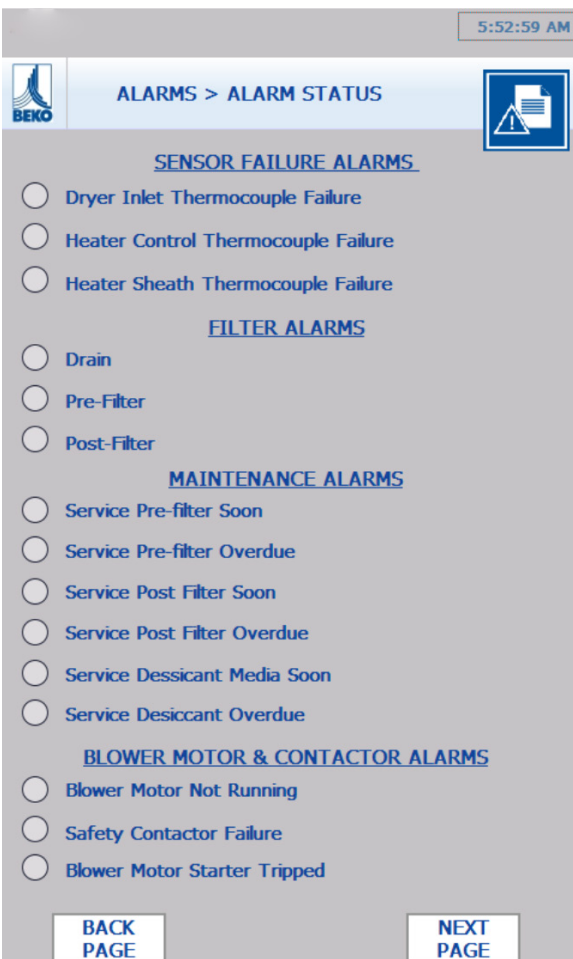 5:52:59 AM
BEKO
ALARMS > ALARM STATUS
SENSOR FAILURE ALARMS
Dryer Inlet Thermocouple Failure
Heater Control Thermocouple Failure
Heater Sheath Thermocouple Failure
FILTER ALARMS
Drain
Pre-Filter
Post-Filter
MAINTENANCE ALARMS
Service Pre-filter Soon
Service Pre-filter Overdue
Service Post Filter Soon
Service Post Filter Overdue
Service Dessicant Media Soon
Service Desiccant Overdue
BLOWER MOTOR & CONTACTOR ALARMS
Blower Motor Not Running
Safety Contactor Failure
Blower Motor Starter Tripped
BACK
PAGE
NEXT
PAGE